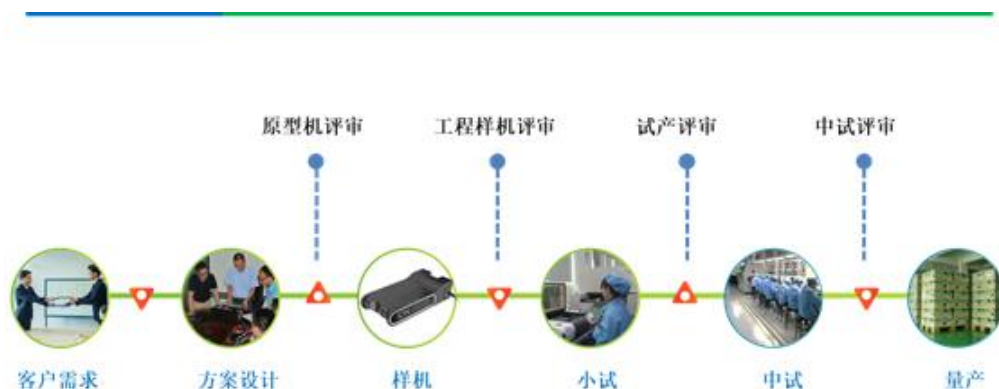 原型机评审
工程样机评审
试产评审
中试评审
客户需求
方案设计
样机
小试
中试
量产